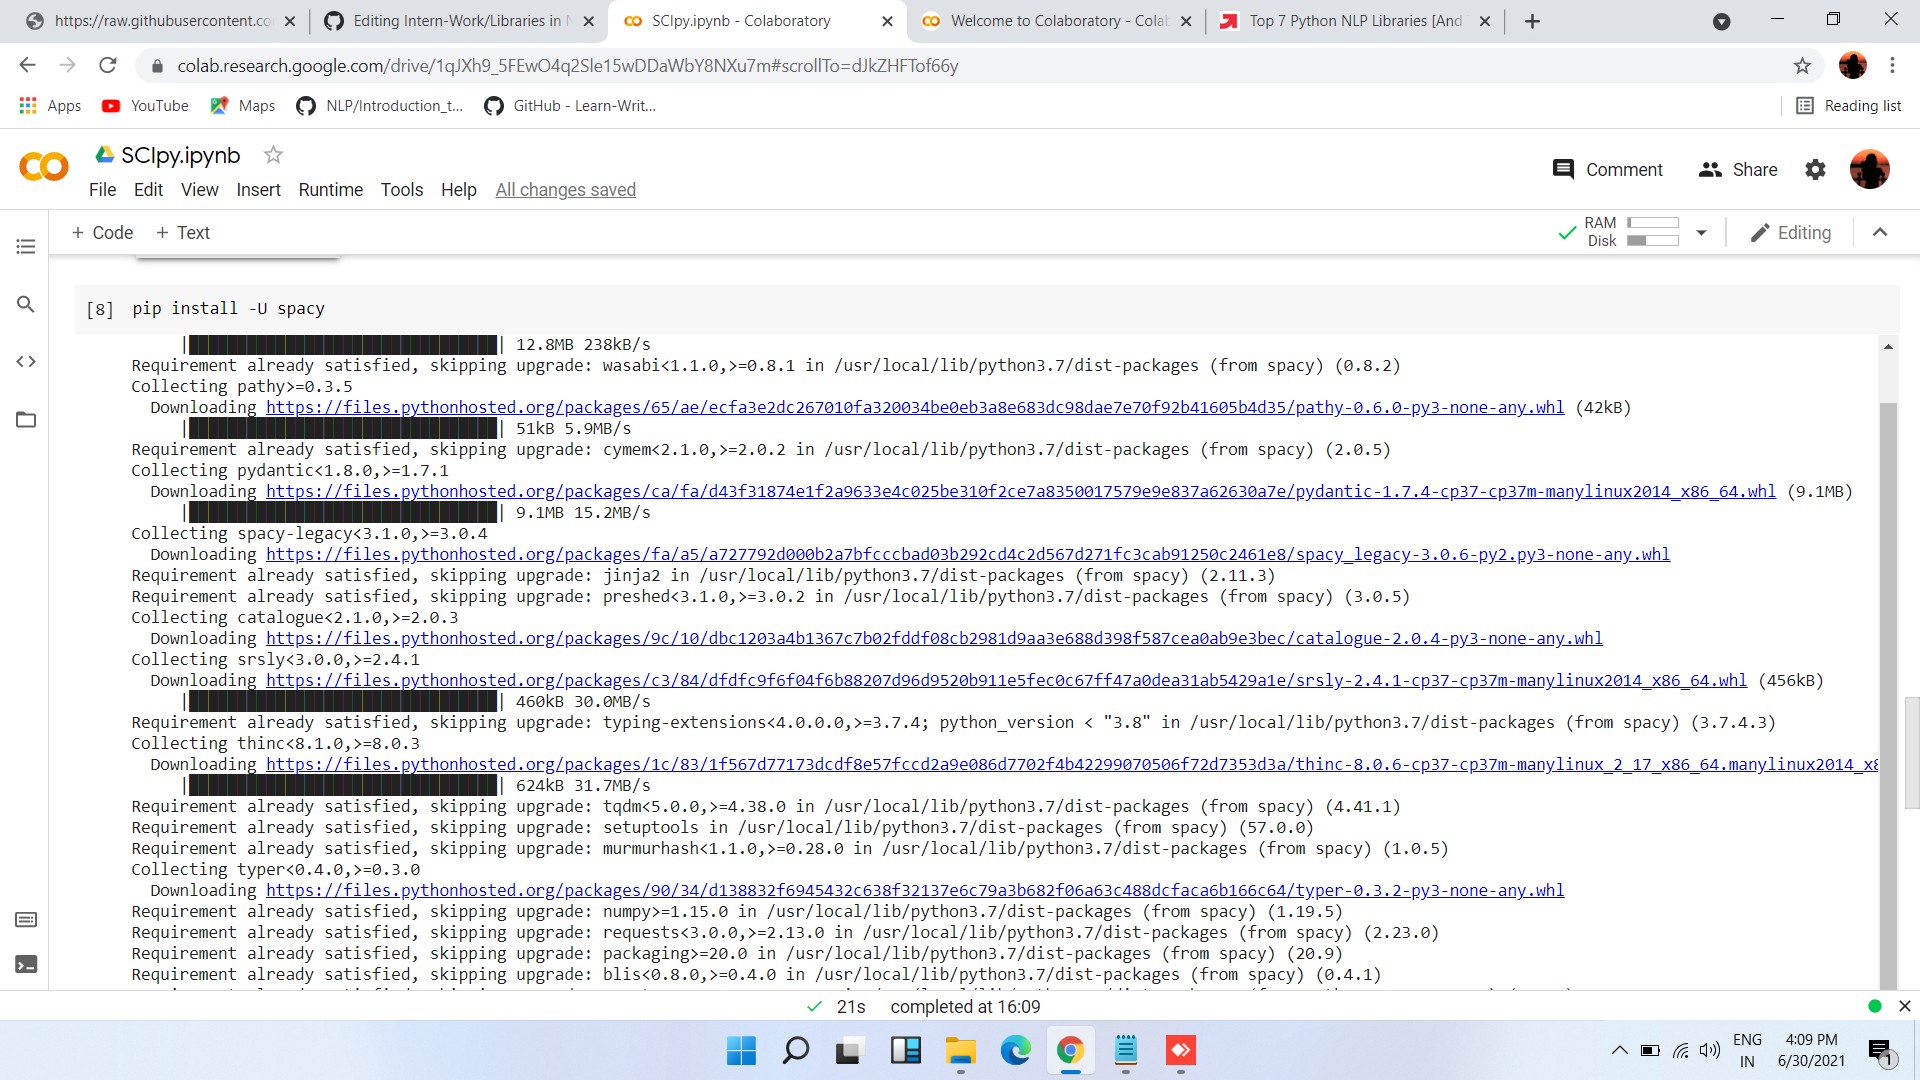 https://raw.githubusercontent.co
Editing Intern-Work/Libraries in N
SCIpy.ipynb - Colaboratory
Welcome to Colaboratory - Colab
Top 7 Python NLP Libraries [And
colab.research.google.com/drive/1qJXh9_5FEwO4q2Sle15wDDaWbY8NXu7m#scrollTo=dJkZHFTof66y
Apps
YouTube
Maps
NLP/Introduction_t...
GitHub - Learn-Writ...
Reading list
SCIpy.ipynb
Comment
Share
File Edit View Insert Runtime Tools Help All changes saved
+ Code + Text
RAM
Disk
Editing
[8] pip install -U spacy
12.8MB 238kB/s
Requirement already satisfied, skipping upgrade: wasabi<1.1.0,>=0.8.1 in /usr/local/lib/python3.7/dist-packages (from spacy) (0.8.2)
Collecting pathy>=0.3.5
Downloading https://files.pythonhosted.org/packages/65/ae/ecfa3e2dc267010fa320034be0eb3a8e683dc98dae7e70f92b41605b4d35/pathy-0.6.0-py3-none-any.whl (42kB)
51kB 5.9MB/s
Requirement already satisfied, skipping upgrade: cymem<2.1.0,>=2.0.2 in /usr/local/lib/python3.7/dist-packages (from spacy) (2.0.5)
Collecting pydantic<1.8.0,>=1.7.1
Downloading https://files.pythonhosted.org/packages/ca/fa/d43f31874e1f2a9633e4c025be310f2ce7a8350017579e9e837a62630a7e/pydantic-1.7.4-cp37-cp37m-manylinux2014_x86_64.whl (9.1MB)
9.1MB 15.2MB/s
Collecting spacy-legacy<3.1.0,>=3.0.4
Downloading https://files.pythonhosted.org/packages/fa/a5/a727792d000b2a7bfcccbad03b292cd4c2d567d271fc3cab91250c2461e8/spacy_legacy-3.0.6-py2.py3-none-any.whl
Requirement already satisfied, skipping upgrade: jinja2 in /usr/local/lib/python3.7/dist-packages (from spacy) (2.11.3)
Requirement already satisfied, skipping upgrade: preshed<3.1.0,>=3.0.2 in /usr/local/lib/python3.7/dist-packages (from spacy) (3.0.5)
Collecting catalogue<2.1.0,>=2.0.3
Downloading https://files.pythonhosted.org/packages/9c/10/dbc1203a4b1367c7b02fddf08cb2981d9aa3e688d398f587cea0ab9e3bec/catalogue-2.0.4-py3-none-any.whl
Collecting srsly<3.0.0,>=2.4.1
Downloading https://files.pythonhosted.org/packages/c3/84/dfdfc9f6f04f6b88207d96d9520b911e5fec0c67ff47a0dea31ab5429a1e/srsly-2.4.1-cp37-cp37m-manylinux2014_x86_64.whl (456kB)
460kB 30.0MB/s
Requirement already satisfied, skipping upgrade: typing-extensions<4.0.0.0,>=3.7.4; python_version < "3.8" in /usr/local/lib/python3.7/dist-packages (from spacy) (3.7.4.3)
Collecting thinc<8.1.0,>=8.0.3
Downloading https://files.pythonhosted.org/packages/1c/83/1f567d77173dcdf8e57fccd2a9e086d7702f4b42299070506f72d7353d3a/thinc-8.0.6-cp37-cp37m-manylinux_2_17_x86_64.manylinux2014_x8
624kB 31.7MB/s
Requirement already satisfied, skipping upgrade: tqdm<5.0.0,>=4.38.0 in /usr/local/lib/python3.7/dist-packages (from spacy) (4.41.1)
Requirement already satisfied, skipping upgrade: setuptools in /usr/local/lib/python3.7/dist-packages (from spacy) (57.0.0)
Requirement already satisfied, skipping upgrade: murmurhash<1.1.0,>=0.28.0 in /usr/local/lib/python3.7/dist-packages (from spacy) (1.0.5)
Collecting typer<0.4.0,>=0.3.0
Downloading https://files.pythonhosted.org/packages/90/34/d138832f6945432c638f32137e6c79a3b682f06a63c488dcfaca6b166c64/typer-0.3.2-py3-none-any.whl
Requirement already satisfied, skipping upgrade: numpy>=1.15.0 in /usr/local/lib/python3.7/dist-packages (from spacy) (1.19.5)
Requirement already satisfied, skipping upgrade: requests<3.0.0,>=2.13.0 in /usr/local/lib/python3.7/dist-packages (from spacy) (2.23.0)
Requirement already satisfied, skipping upgrade: packaging>=20.0 in /usr/local/lib/python3.7/dist-packages (from spacy) (20.9)
Requirement already satisfied, skipping upgrade: blis<0.8.0,>=0.4.0 in /usr/local/lib/python3.7/dist-packages (from spacy) (0.4.1)
21s completed at 16:09
ENG
IN
4:09 PM
6/30/2021
1